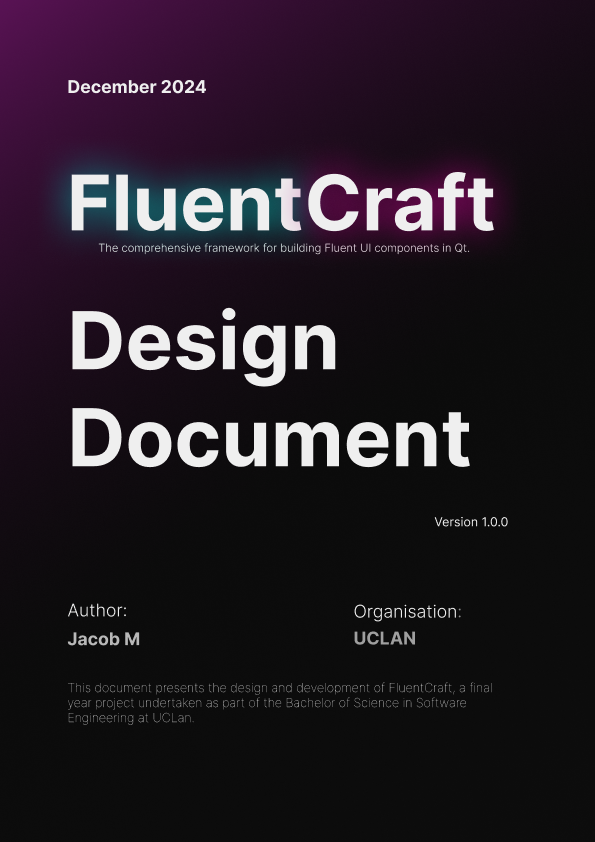 December 2024
FluentCraft
The comprehensive framework for building Fluent UI components in Qt.
Design
Document
Version 1.0.0
Author:
Organisation:
Jacob M
UCLAN
This document presents the design and development of FluentCraft, a final
year project undertaken as part of the Bachelor of Science in Software
Engineering at UCLan.